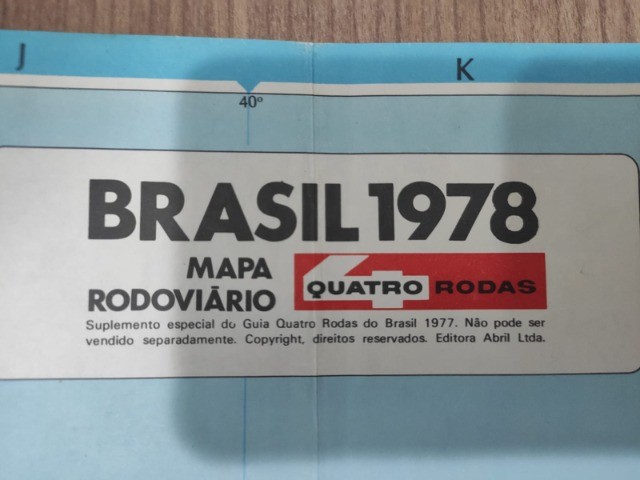 J K
40º
BRASIL 1978
MAPA
RODOVIÁRIO
QUATRO RODAS
Suplemento especial do Guia Quatro Rodas do Brasil 1977. Não pode ser
vendido separadamente. Copyright, direitos reservados. Editora Abril Ltda.